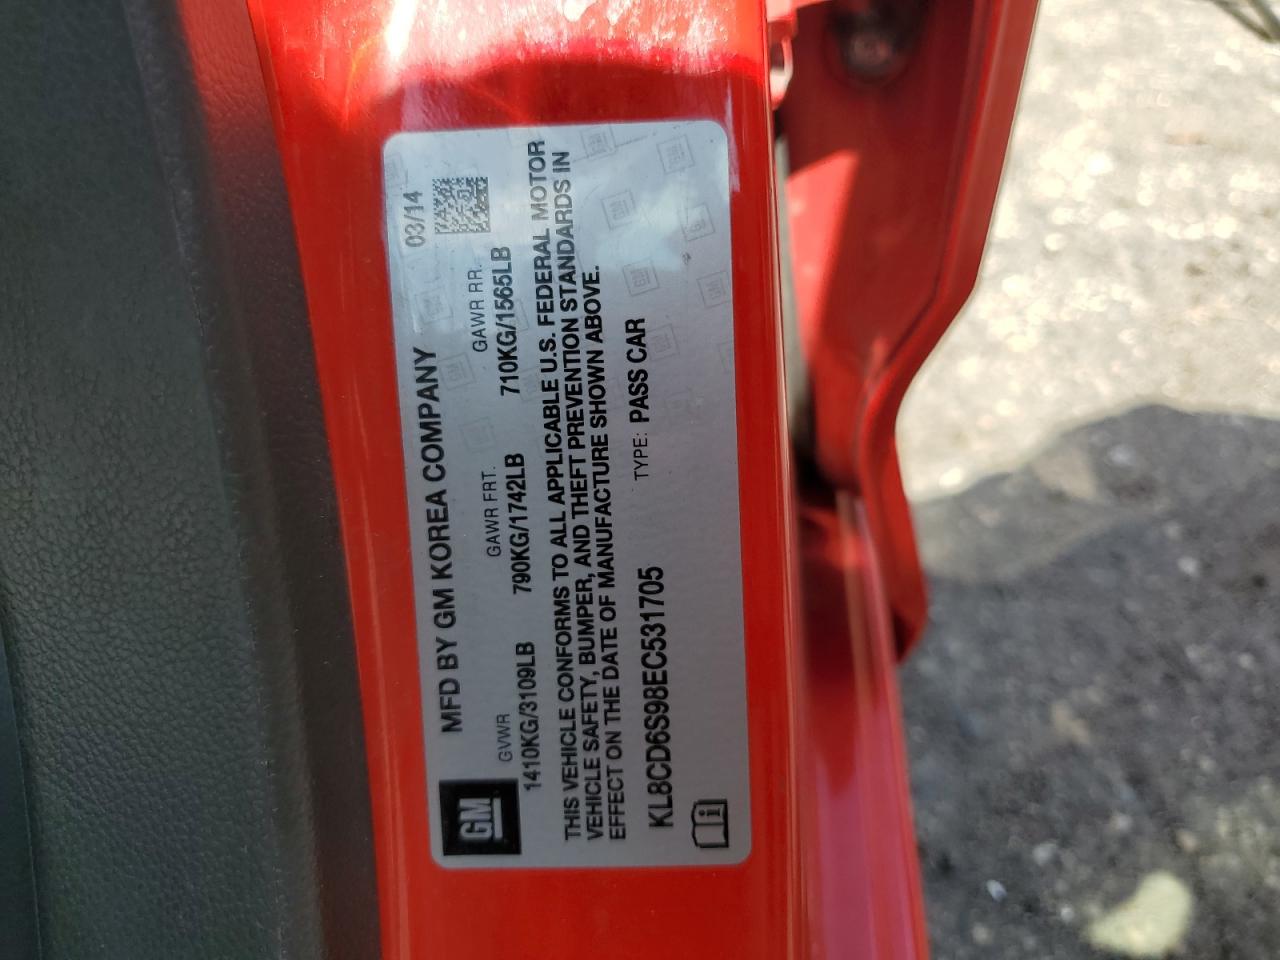 GM
MFD BY GM KOREA COMPANY 03/14
GVWR GAWR FRT. GAWR RR.
1410KG/3109LB 790KG/1742LB 710KG/1565LB
THIS VEHICLE CONFORMS TO ALL APPLICABLE U.S. FEDERAL MOTOR
VEHICLE SAFETY, BUMPER, AND THEFT PREVENTION STANDARDS IN
EFFECT ON THE DATE OF MANUFACTURE SHOWN ABOVE.
KL8CD6S98EC531705 TYPE: PASS CAR